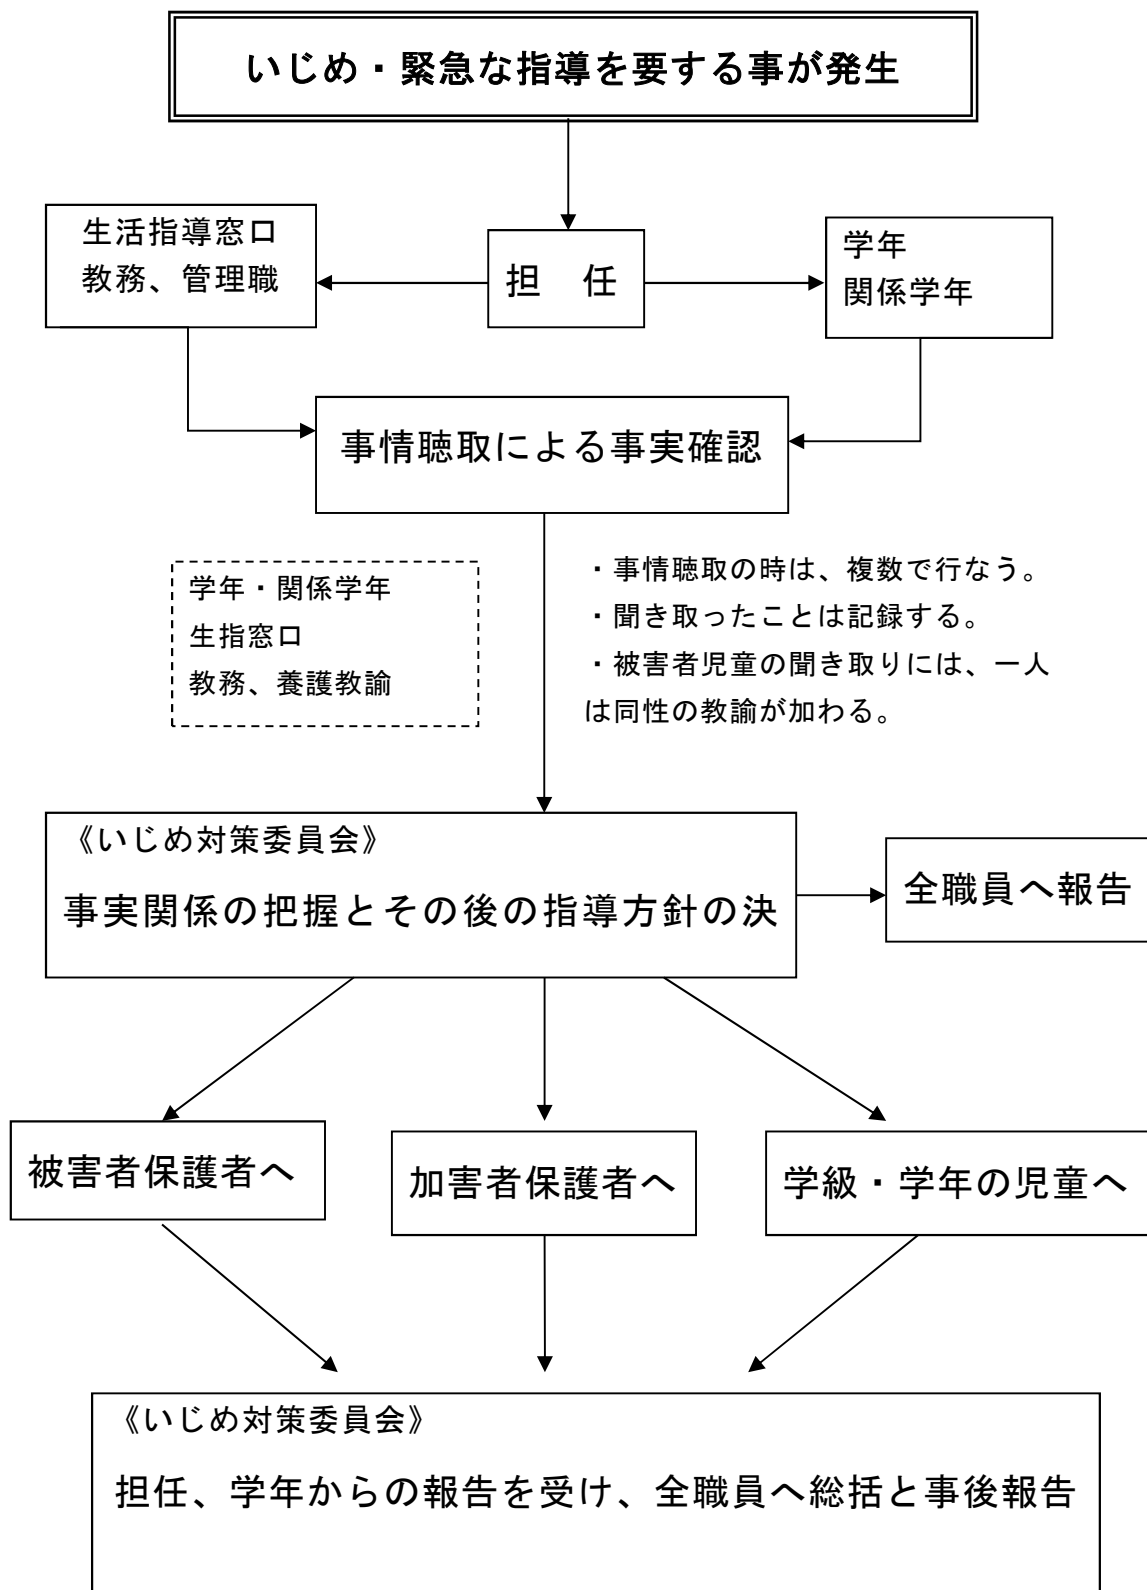 いじめ・緊急な指導を要する事が発生
生活指導窓口
教務、管理職
担　任
学年
関係学年
事情聴取による事実確認
学年・関係学年
生指窓口
教務、養護教諭
・事情聴取の時は、複数で行なう。
・聞き取ったことは記録する。
・被害者児童の聞き取りには、一人
は同性の教諭が加わる。
《いじめ対策委員会》
事実関係の把握とその後の指導方針の決
全職員へ報告
被害者保護者へ
加害者保護者へ
学級・学年の児童へ
《いじめ対策委員会》
担任、学年からの報告を受け、全職員へ総括と事後報告